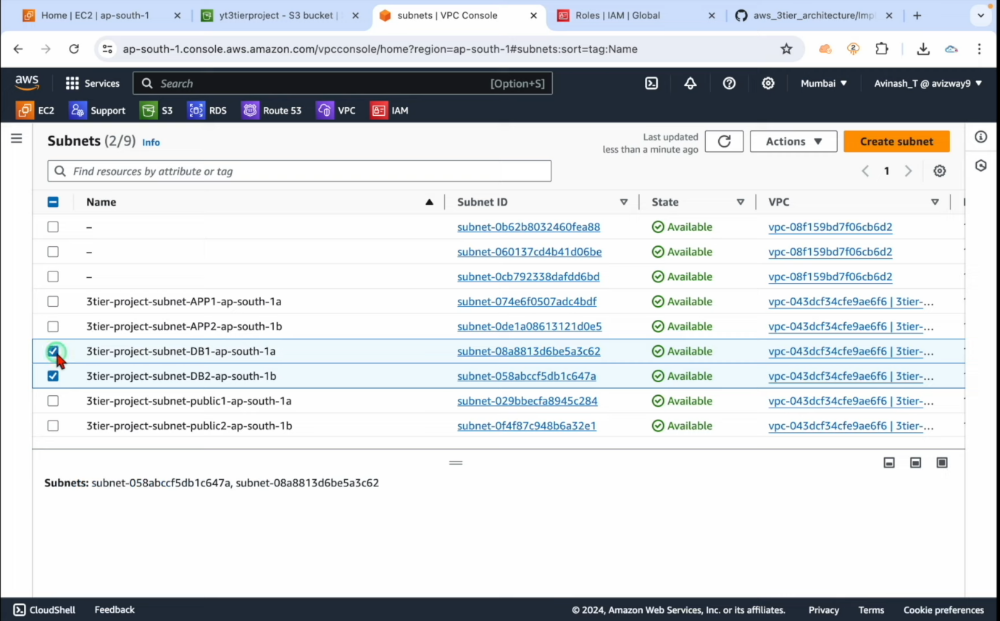 Home | EC2 | ap-south-1
yt3tierproject - S3 bucket |
subnets | VPC Console
Roles | IAM | Global
aws_3tier_architecture/Impl
ap-south-1.console.aws.amazon.com/vpcconsole/home?region=ap-south-1#subnets:sort=tag:Name
2
aws
Services
Search
[Option+S]
Mumbai
Avinash_T @ avizway9
EC2
Support
S3
RDS
Route 53
VPC
IAM
Subnets (2/9) Info
Last updated
less than a minute ago
Actions
Create subnet
Find resources by attribute or tag
1
Name Subnet ID State VPC
– subnet-0b62b8032460fea88 Available vpc-08f159bd7f06cb6d2
– subnet-060137cd4b41d06be Available vpc-08f159bd7f06cb6d2
– subnet-0cb792338dafdd6bd Available vpc-08f159bd7f06cb6d2
3tier-project-subnet-APP1-ap-south-1a subnet-074e6f0507adc4bdf Available vpc-043dcf34cfe9ae6f6 | 3tier-...
3tier-project-subnet-APP2-ap-south-1b subnet-0de1a08613121d0e5 Available vpc-043dcf34cfe9ae6f6 | 3tier-...
3tier-project-subnet-DB1-ap-south-1a subnet-08a8813d6be5a3c62 Available vpc-043dcf34cfe9ae6f6 | 3tier-...
3tier-project-subnet-DB2-ap-south-1b subnet-058abccf5db1c647a Available vpc-043dcf34cfe9ae6f6 | 3tier-...
3tier-project-subnet-public1-ap-south-1a subnet-029bbecfa8945c284 Available vpc-043dcf34cfe9ae6f6 | 3tier-...
3tier-project-subnet-public2-ap-south-1b subnet-0f4f87c948b6a32e1 Available vpc-043dcf34cfe9ae6f6 | 3tier-...
Subnets: subnet-058abccf5db1c647a, subnet-08a8813d6be5a3c62
CloudShell
Feedback
© 2024, Amazon Web Services, Inc. or its affiliates.
Privacy
Terms
Cookie preferences